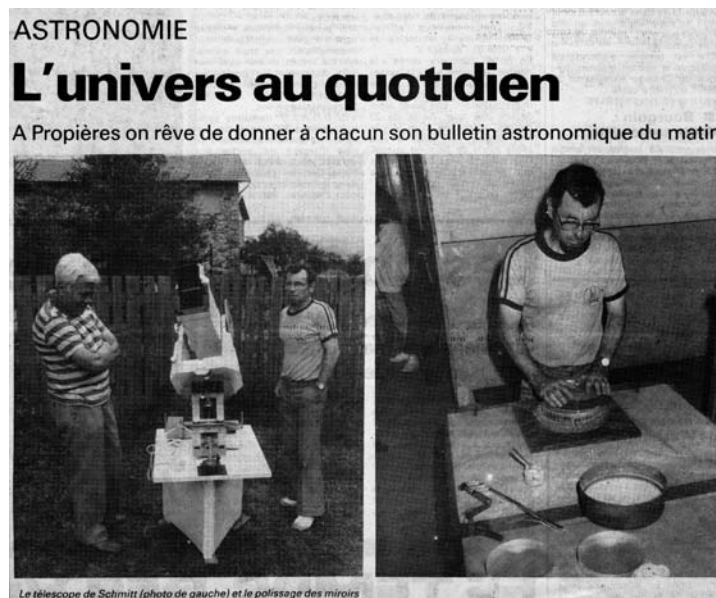 ASTRONOMIE
L'univers au quotidien
A Propières on rêve de donner à chacun son bulletin astronomique du matin
Le télescope de Schmitt (photo de gauche) et le polissage des miroirs